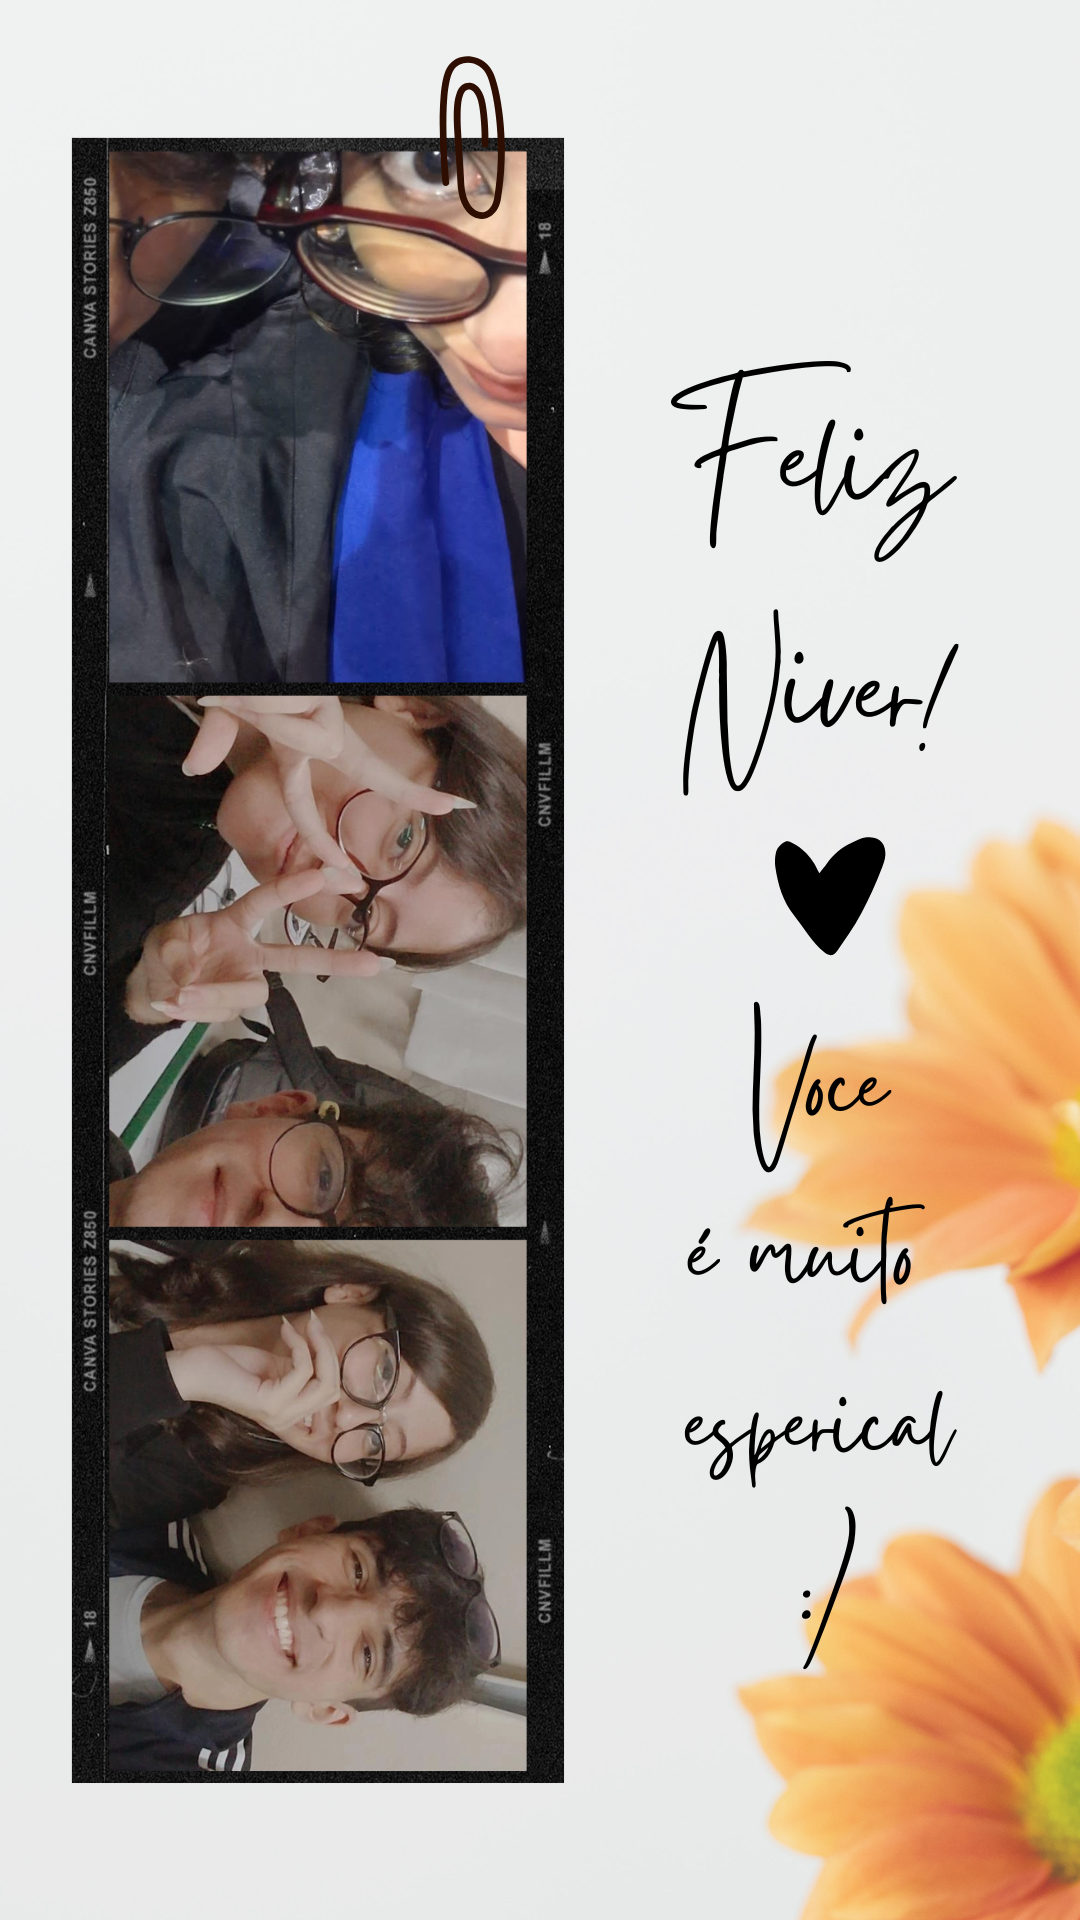 CANVA STORIES Z850
18
CNVFILLM
CNVFILLM
CANVA STORIES Z850
18
CNVFILLM
Feliz
Niver!
Voce
é muito
esperical
:)